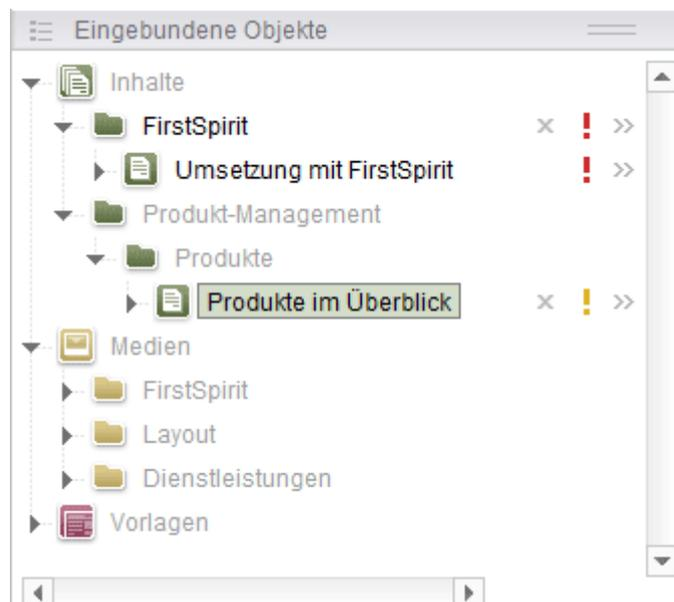 Eingebundene Objekte
Inhalte
FirstSpirit
Umsetzung mit FirstSpirit
Produkt-Management
Produkte
Produkte im Überblick
Medien
FirstSpirit
Layout
Dienstleistungen
Vorlagen